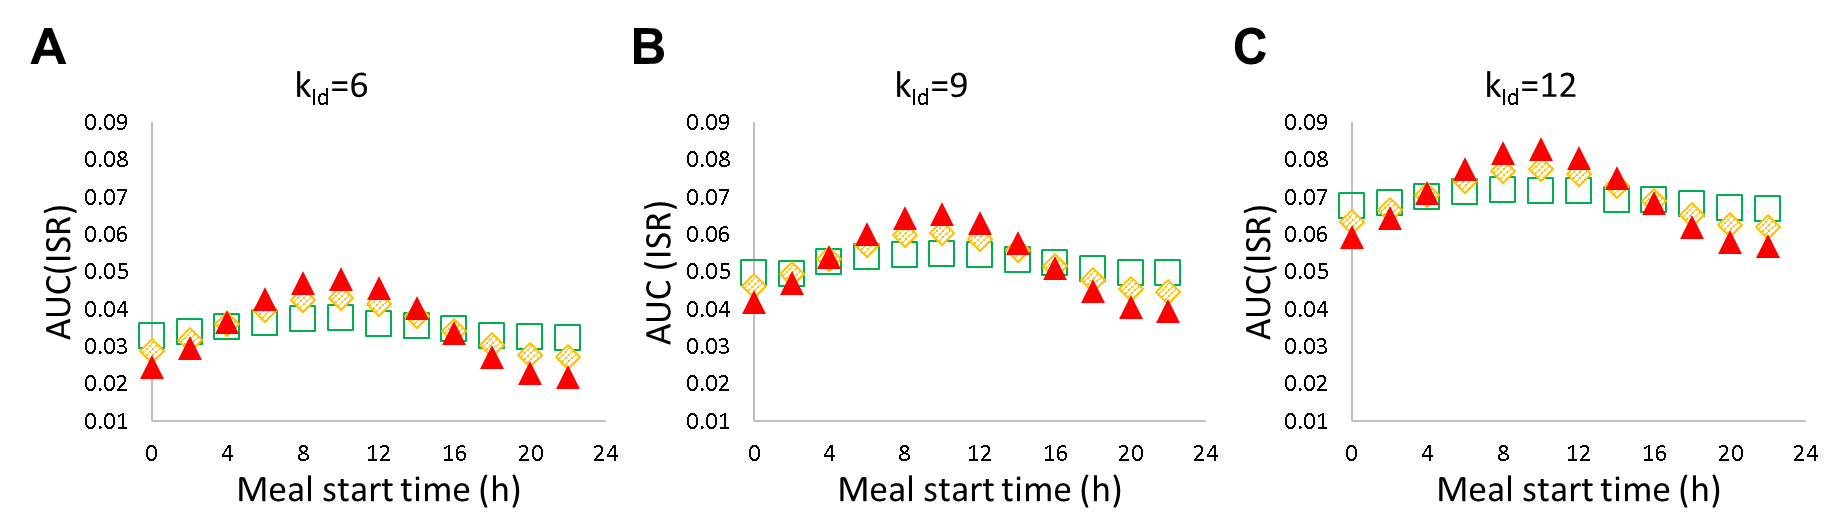 A
k_ld=6
AUC(ISR)
0.09
0.08
0.07
0.06
0.05
0.04
0.03
0.02
0.01
0 4 8 12 16 20 24
Meal start time (h)
B
k_ld=9
AUC (ISR)
0.09
0.08
0.07
0.06
0.05
0.04
0.03
0.02
0.01
0 4 8 12 16 20 24
Meal start time (h)
C
k_ld=12
AUC(ISR)
0.09
0.08
0.07
0.06
0.05
0.04
0.03
0.02
0.01
0 4 8 12 16 20 24
Meal start time (h)